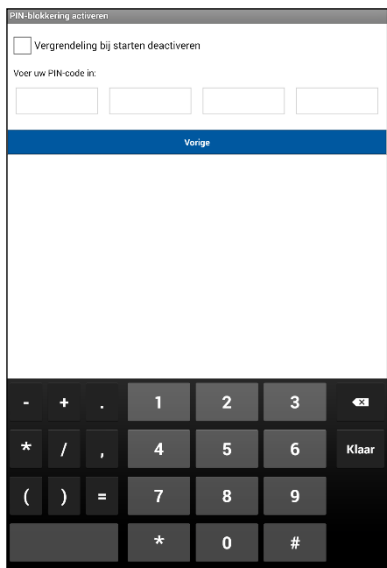 PIN-blokkering activeren
Vergrendeling bij starten deactiveren
Voer uw PIN-code in:
Vorige
- + . 1 2 3
* / , 4 5 6 Klaar
( ) = 7 8 9
* 0 #